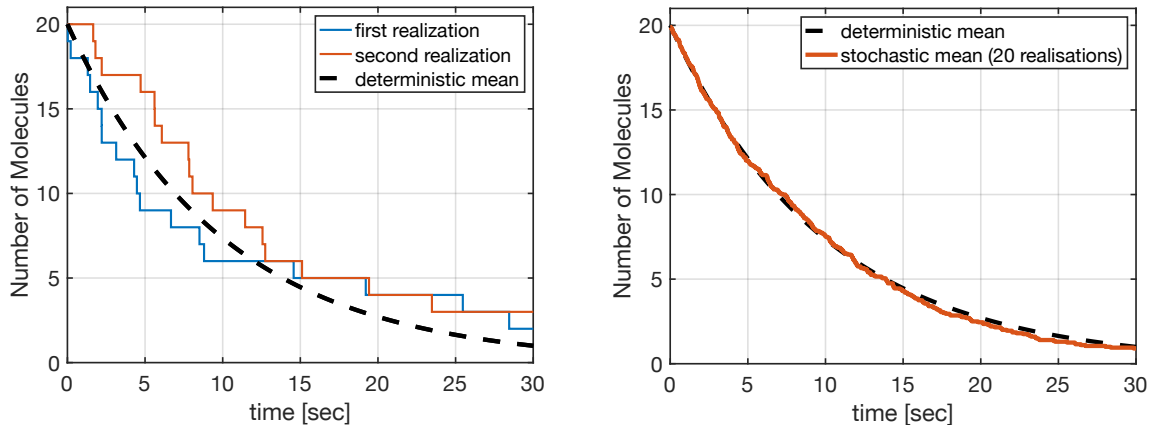 first realization
second realization
deterministic mean
Number of Molecules
20
15
10
5
0
0 5 10 15 20 25 30
time [sec]
deterministic mean
stochastic mean (20 realisations)
Number of Molecules
20
15
10
5
0
0 5 10 15 20 25 30
time [sec]